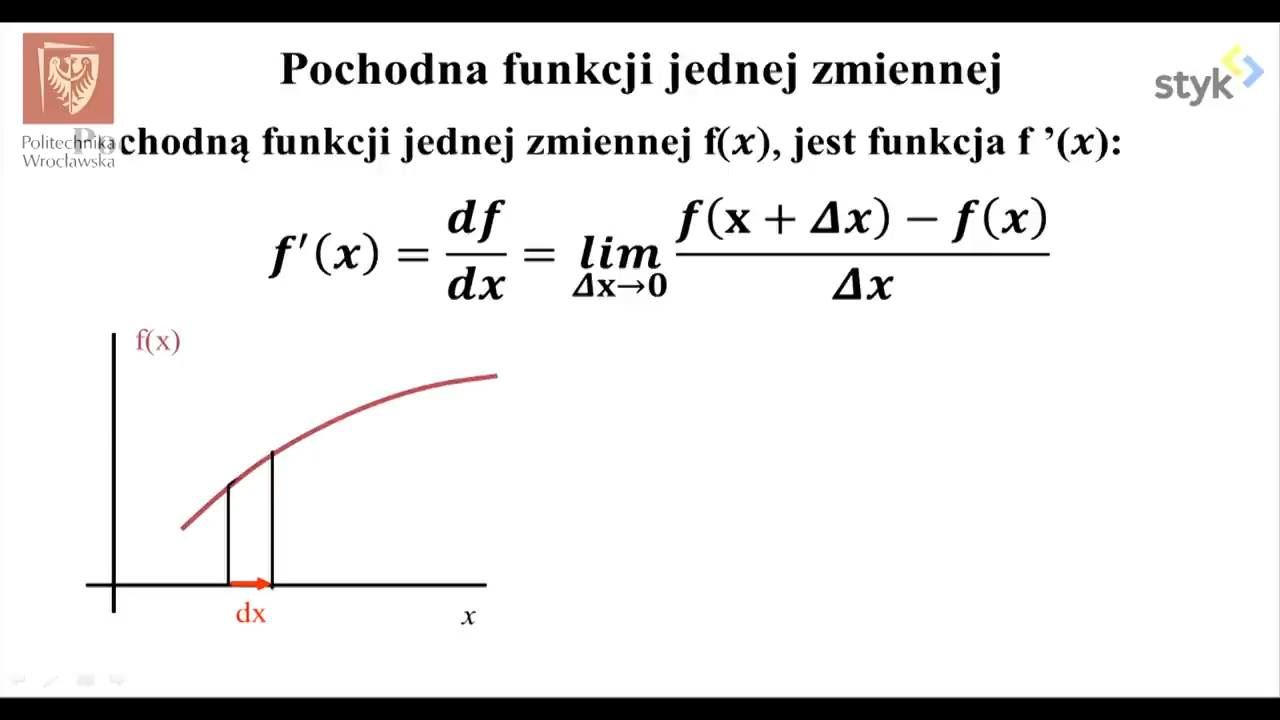 Pochodna funkcji jednej zmiennej
styk
Politechnika
Wrocławska
Pochodną funkcji jednej zmiennej f(x), jest funkcja f ’(x):
f′(x) = df/dx = lim Δx→0 f(x + Δx) − f(x) / Δx
f(x)
dx
x